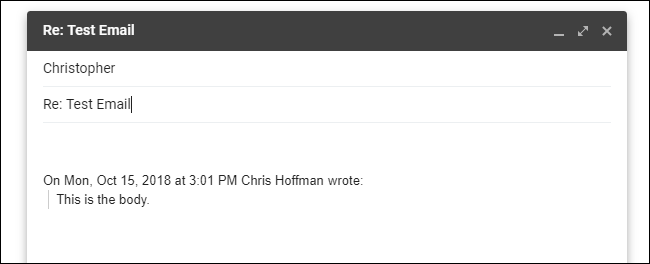 Re: Test Email
Christopher
Re: Test Email
On Mon, Oct 15, 2018 at 3:01 PM Chris Hoffman wrote:
This is the body.